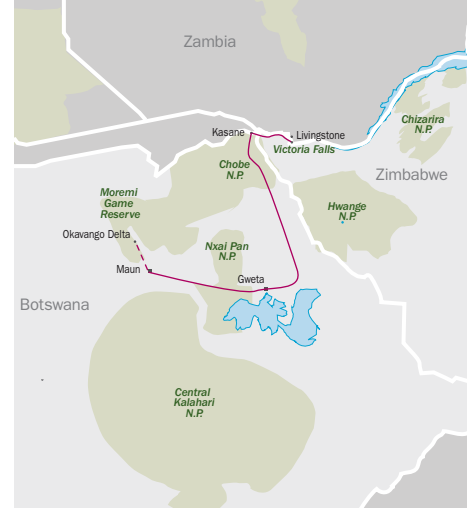 Zambia
Chizarira
N.P.
Kasane
Livingstone
Victoria Falls
Chobe
N.P.
Zimbabwe
Moremi
Game
Reserve
Hwange
N.P.
Okavango Delta
Nxai Pan
N.P.
Maun
Gweta
Botswana
Central
Kalahari
N.P.